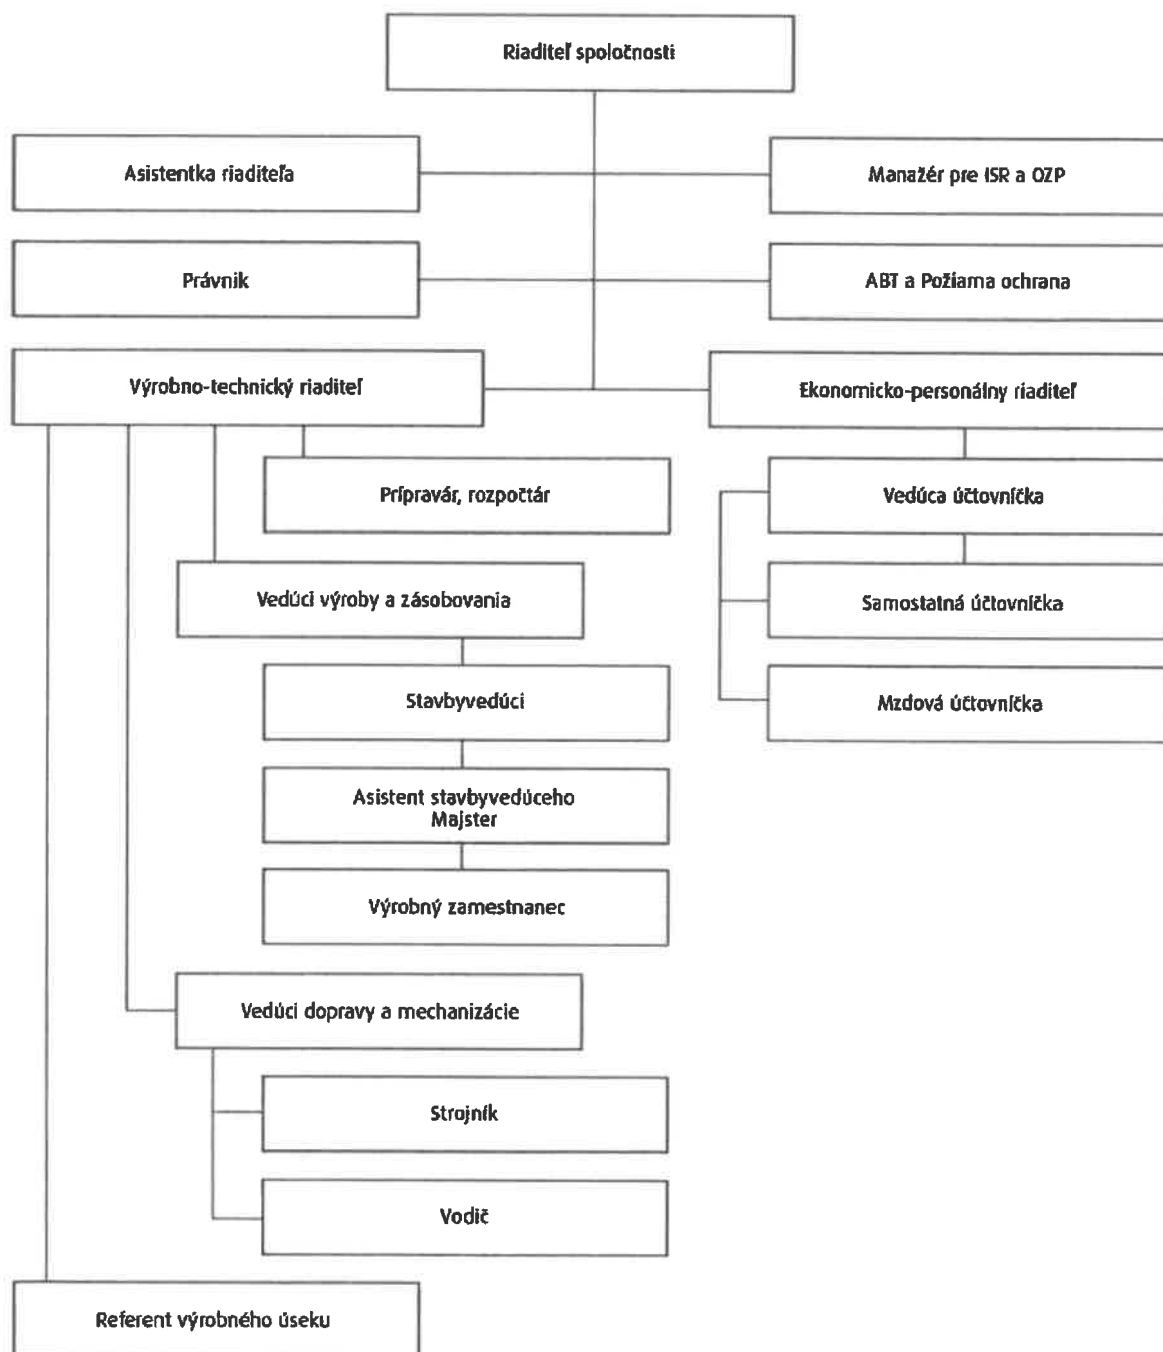 Riaditeľ spoločnosti
Asistentka riaditeľa
Manažér pre ISR a OZP
Právnik
ABT a Požiarna ochrana
Výrobno-technický riaditeľ
Ekonomicko-personálny riaditeľ
Prípravár, rozpočtár
Vedúca účtovníčka
Vedúci výroby a zásobovania
Samostatná účtovníčka
Stavbyvedúci
Mzdová účtovníčka
Asistent stavbyvedúceho
Majster
Výrobný zamestnanec
Vedúci dopravy a mechanizácie
Strojník
Vodič
Referent výrobného úseku